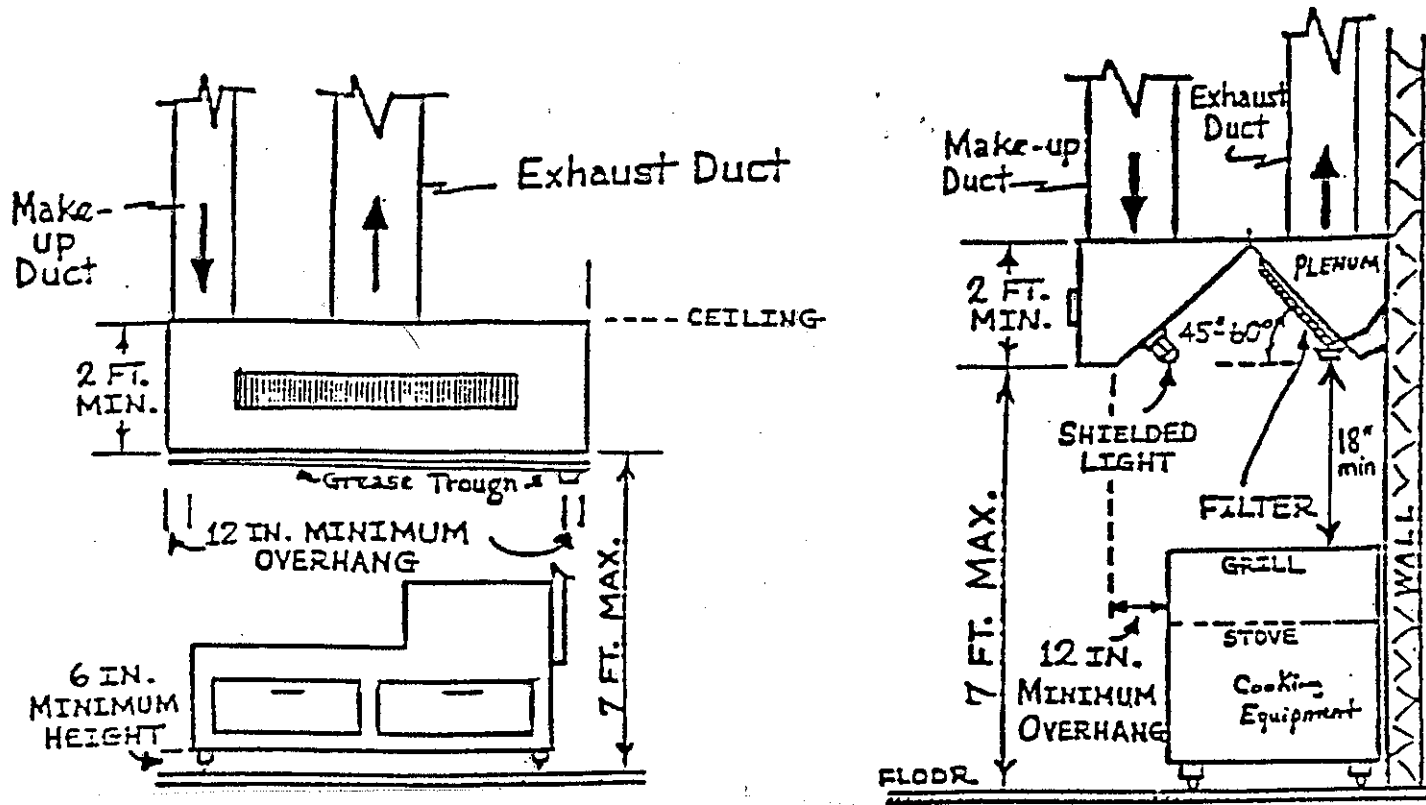 Make-
up
Duct
Exhaust Duct
CEILING
2 FT.
MIN.
Grease Trough
12 IN. MINIMUM
OVERHANG
7 FT. MAX.
6 IN.
MINIMUM
HEIGHT
Make-up
Duct
Exhaust
Duct
PLENUM
2 FT.
MIN.
45°-60°
SHIELDED
LIGHT
18"
min
FILTER
7 FT. MAX.
GRILL
STOVE
12 IN.
MINIMUM
OVERHANG
Cooking
Equipment
WALL
FLOOR